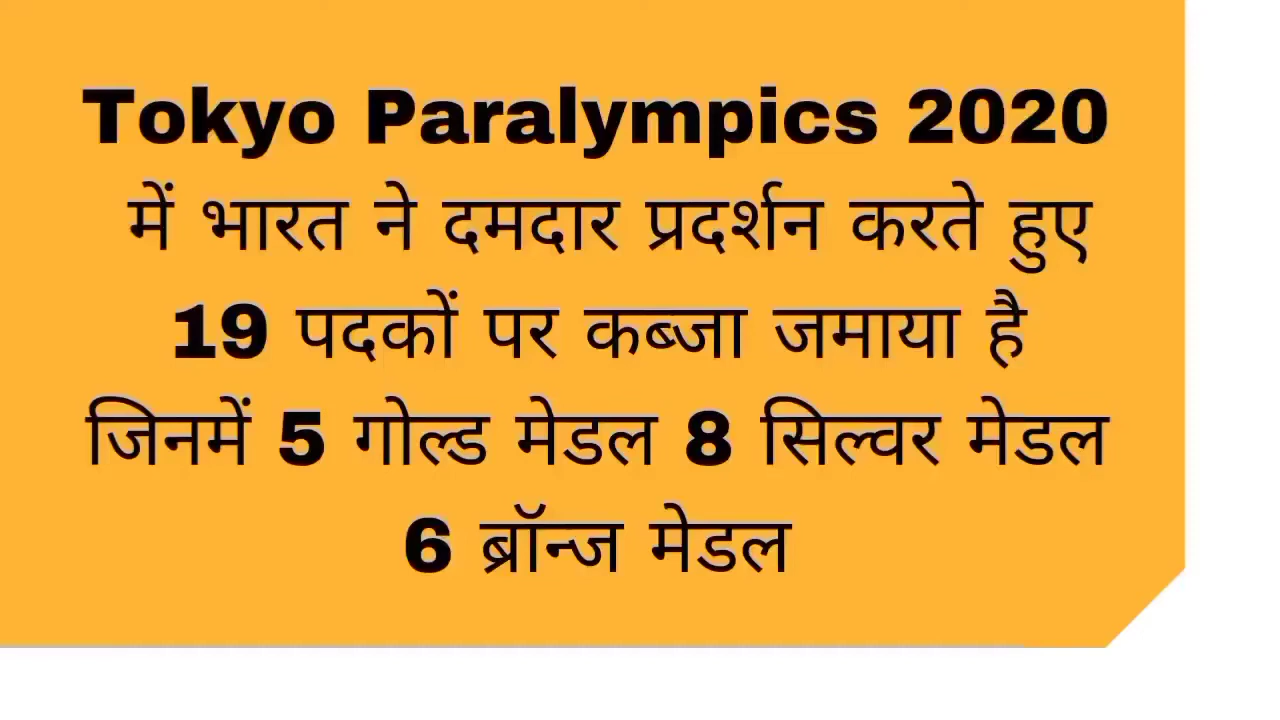 Tokyo Paralympics 2020
में भारत ने दमदार प्रदर्शन करते हुए
19 पदकों पर कब्जा जमाया है
जिनमें 5 गोल्ड मेडल 8 सिल्वर मेडल
6 ब्रॉन्ज मेडल